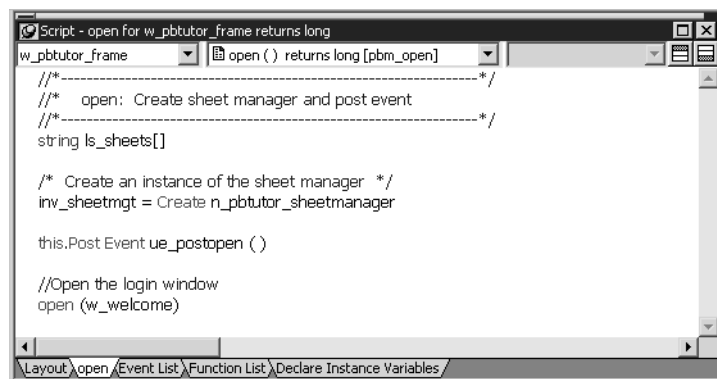 Script - open for w_pbtutor_frame returns long
w_pbtutor_frame open ( ) returns long [pbm_open]
//*-----------------------------------------------------------*/
//* open: Create sheet manager and post event
//*-----------------------------------------------------------*/
string ls_sheets[]
/* Create an instance of the sheet manager */
inv_sheetmgt = Create n_pbtutor_sheetmanager
this.Post Event ue_postopen ( )
//Open the login window
open (w_welcome)
Layout open Event List Function List Declare Instance Variables